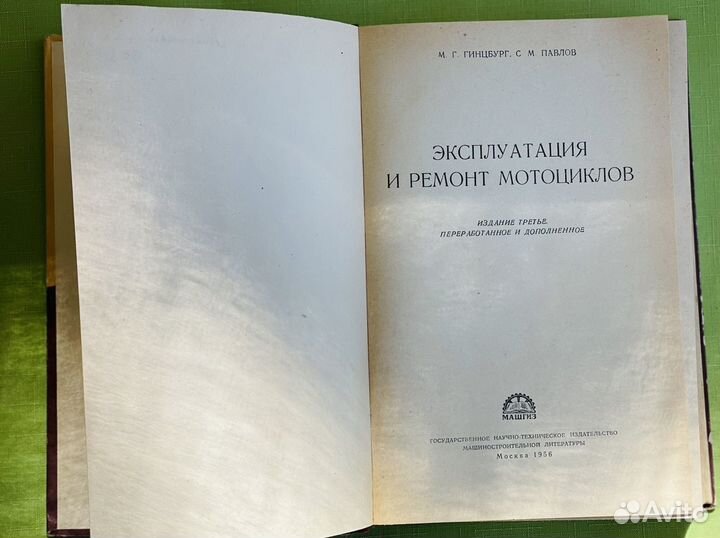 М. Г. ГИНЦБУРГ, С. М. ПАВЛОВ
ЭКСПЛУАТАЦИЯ
И РЕМОНТ МОТОЦИКЛОВ
ИЗДАНИЕ ТРЕТЬЕ,
ПЕРЕРАБОТАННОЕ И ДОПОЛНЕННОЕ
МАШГИЗ
ГОСУДАРСТВЕННОЕ НАУЧНО-ТЕХНИЧЕСКОЕ ИЗДАТЕЛЬСТВО
МАШИНОСТРОИТЕЛЬНОЙ ЛИТЕРАТУРЫ
Москва 1956
Avito